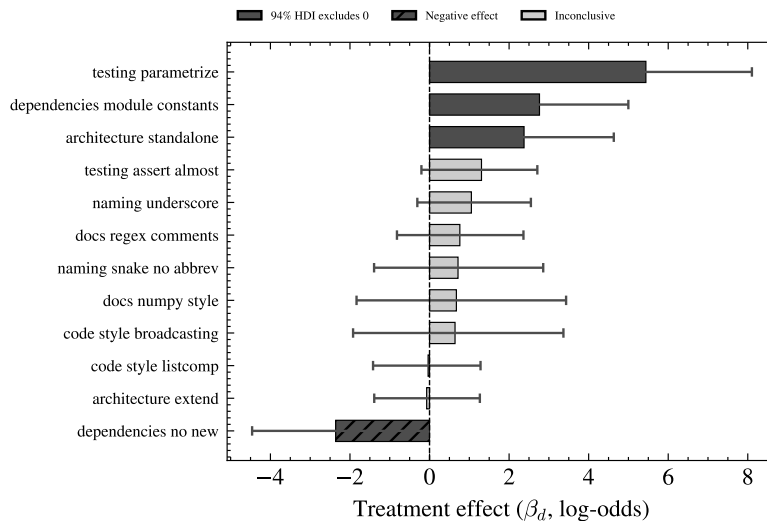 94% HDI excludes 0 Negative effect Inconclusive
testing parametrize
dependencies module constants
architecture standalone
testing assert almost
naming underscore
docs regex comments
naming snake no abbrev
docs numpy style
code style broadcasting
code style listcomp
architecture extend
dependencies no new
−4 −2 0 2 4 6 8
Treatment effect (β_d, log-odds)